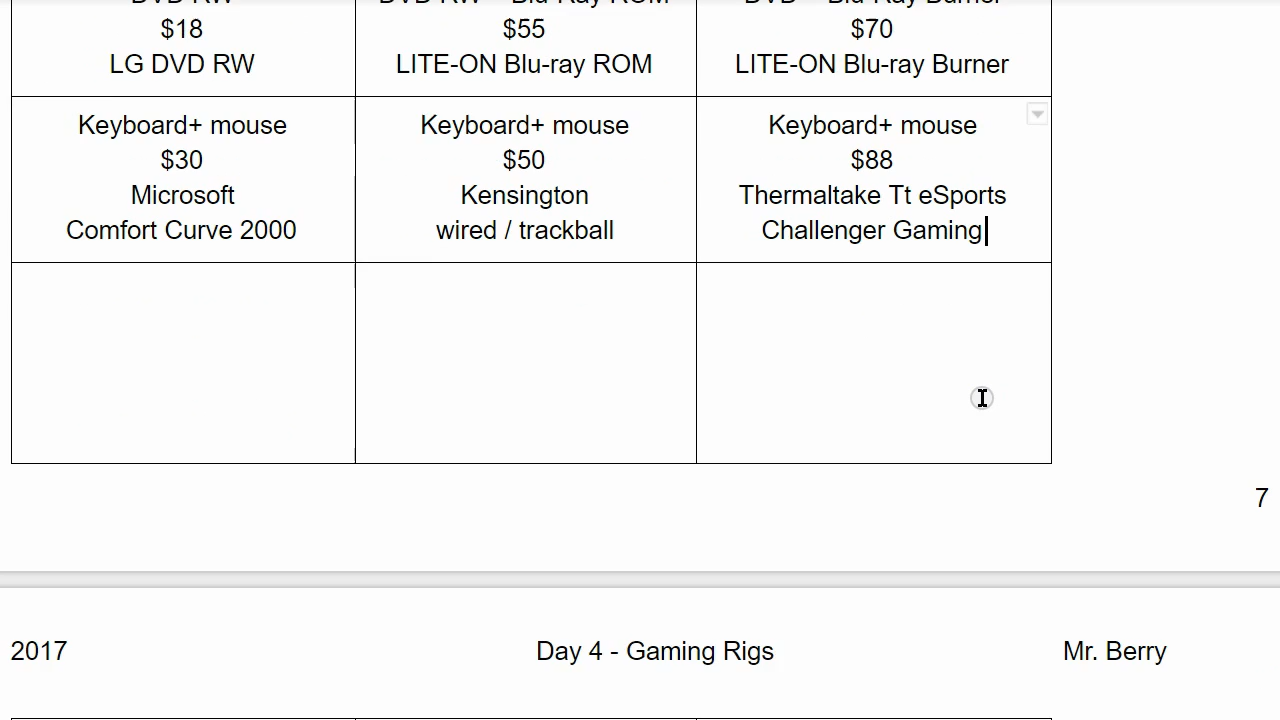 $18
$55
$70
LG DVD RW
LITE-ON Blu-ray ROM
LITE-ON Blu-ray Burner
Keyboard+ mouse
$30
Microsoft
Comfort Curve 2000
Keyboard+ mouse
$50
Kensington
wired / trackball
Keyboard+ mouse
$88
Thermaltake Tt eSports
Challenger Gaming
7
2017
Day 4 - Gaming Rigs
Mr. Berry